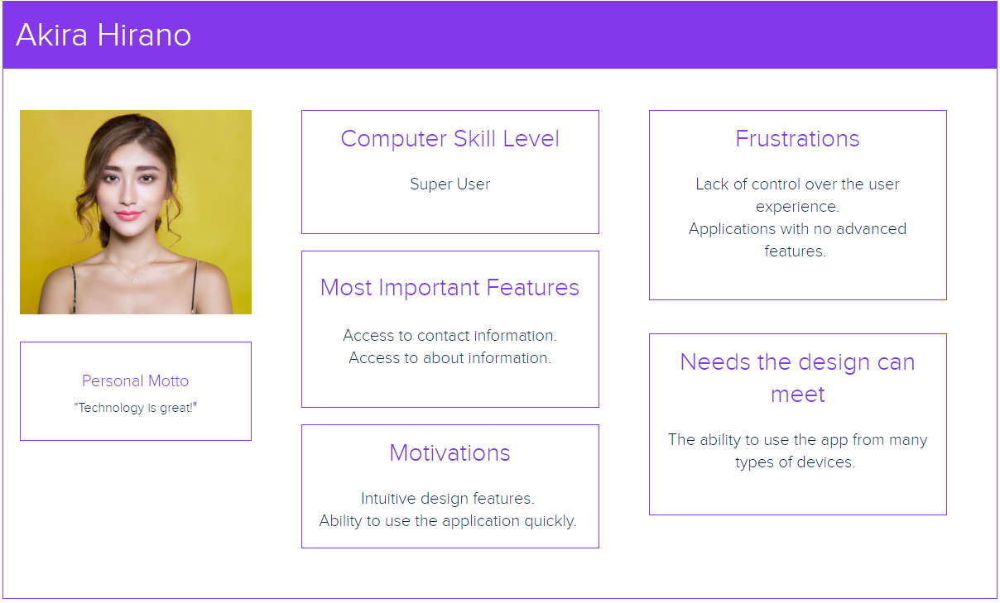 Akira Hirano
Personal Motto
"Technology is great!"
Computer Skill Level
Super User
Most Important Features
Access to contact information.
Access to about information.
Motivations
Intuitive design features.
Ability to use the application quickly.
Frustrations
Lack of control over the user
experience.
Applications with no advanced
features.
Needs the design can
meet
The ability to use the app from many
types of devices.